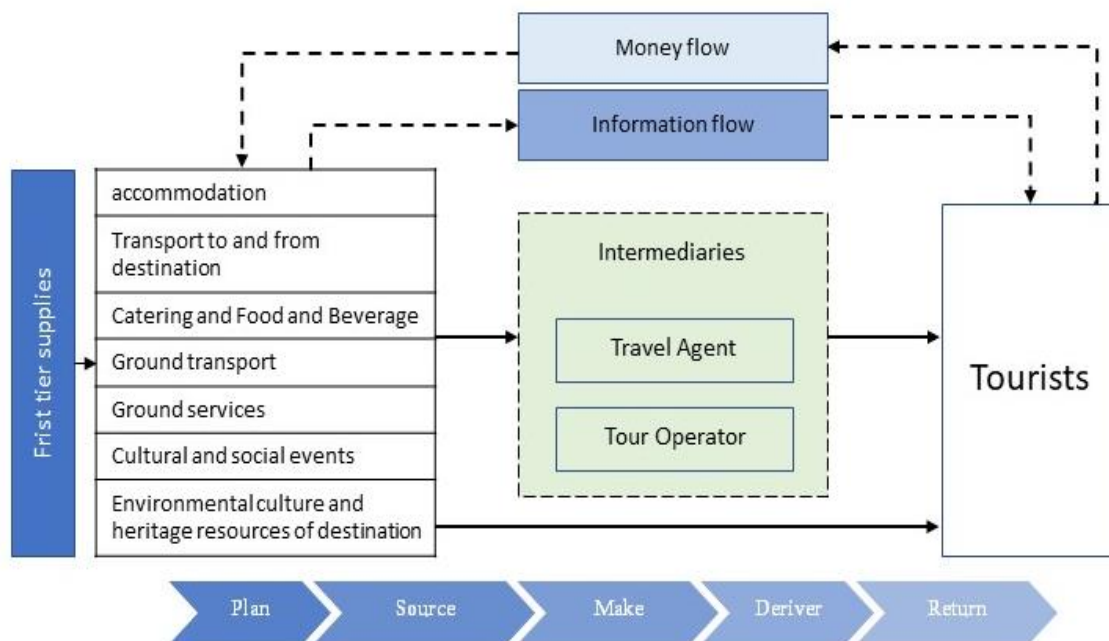 Money flow
Information flow
Frist tier supplies
accommodation
Transport to and from
destination
Catering and Food and Beverage
Ground transport
Ground services
Cultural and social events
Environmental culture and
heritage resources of destination
Intermediaries
Travel Agent
Tour Operator
Tourists
Plan
Source
Make
Deriver
Return